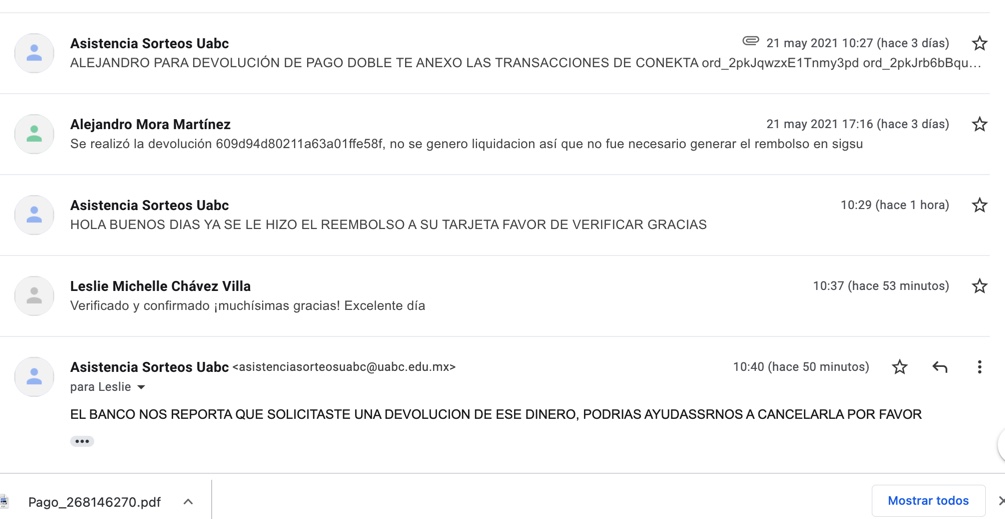 Asistencia Sorteos Uabc 21 may 2021 10:27 (hace 3 días)
ALEJANDRO PARA DEVOLUCIÓN DE PAGO DOBLE TE ANEXO LAS TRANSACCIONES DE CONEKTA ord_2pkJqwzxE1Tnmy3pd ord_2pkJrb6bBqu...
Alejandro Mora Martínez 21 may 2021 17:16 (hace 3 días)
Se realizó la devolución 609d94d80211a63a01ffe58f, no se genero liquidacion así que no fue necesario generar el rembolso en sigsu
Asistencia Sorteos Uabc 10:29 (hace 1 hora)
HOLA BUENOS DIAS YA SE LE HIZO EL REEMBOLSO A SU TARJETA FAVOR DE VERIFICAR GRACIAS
Leslie Michelle Chávez Villa 10:37 (hace 53 minutos)
Verificado y confirmado ¡muchísimas gracias! Excelente día
Asistencia Sorteos Uabc <asistenciasorteosuabc@uabc.edu.mx> 10:40 (hace 50 minutos)
para Leslie
EL BANCO NOS REPORTA QUE SOLICITASTE UNA DEVOLUCION DE ESE DINERO, PODRIAS AYUDASSRNOS A CANCELARLA POR FAVOR
Pago_268146270.pdf Mostrar todos